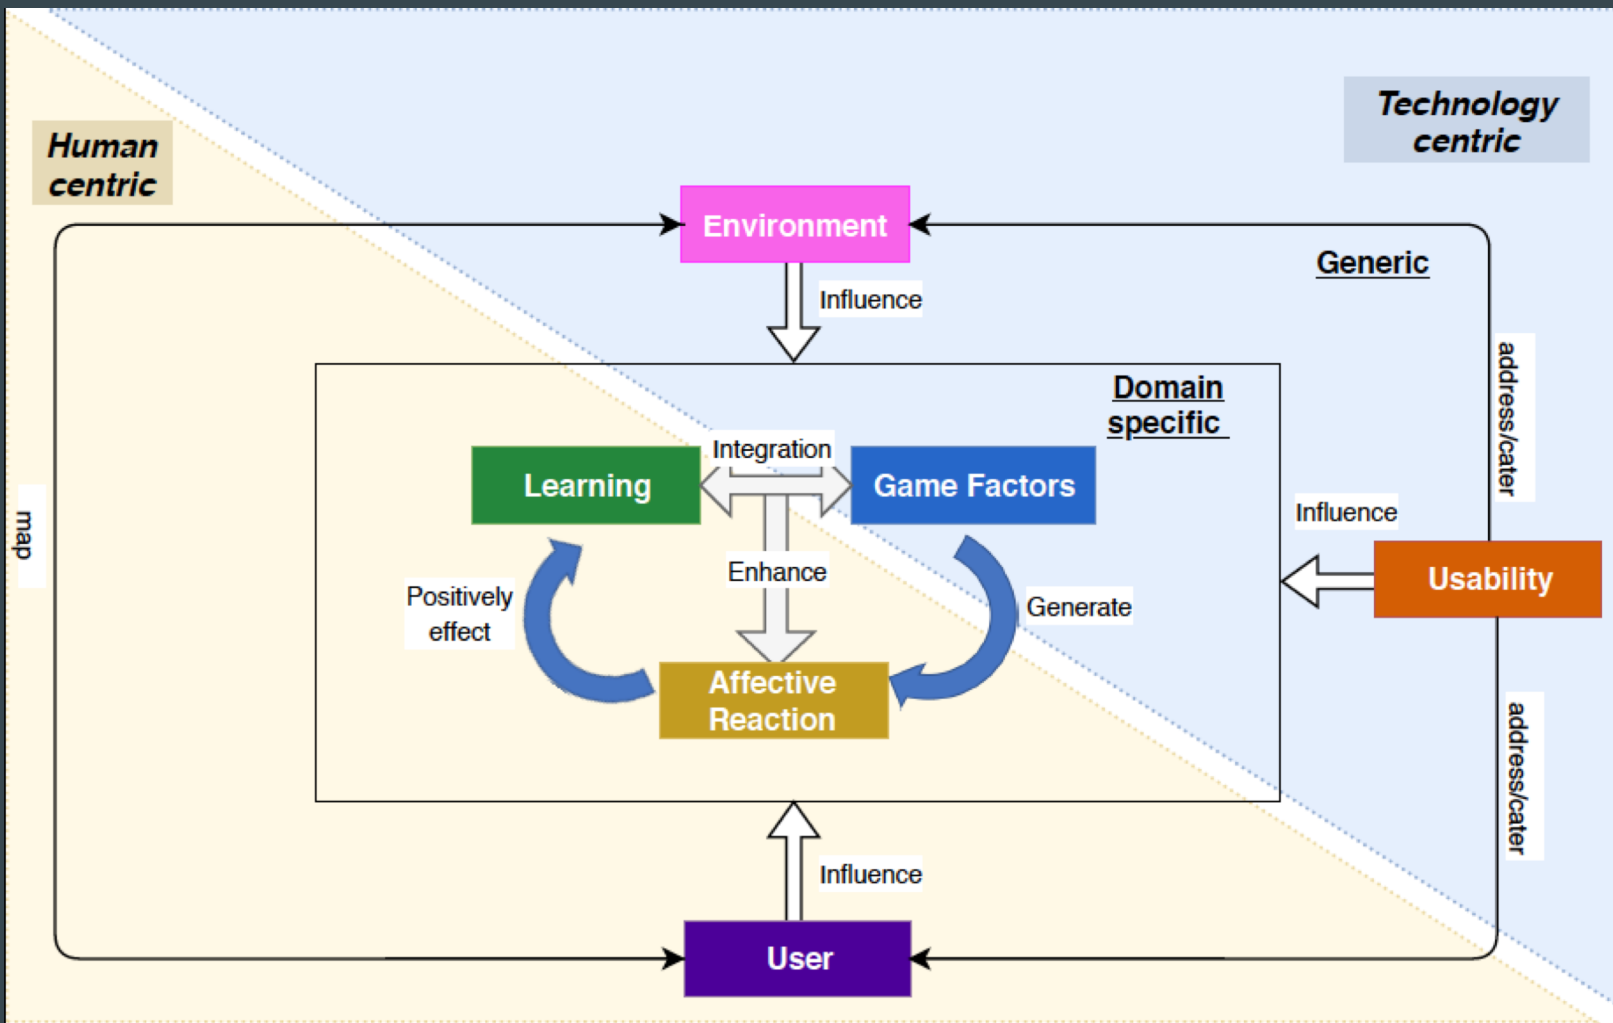 Technology
centric
Human
centric
Environment
Generic
Influence
Domain
specific
Integration
Learning
Game Factors
address/cater
Influence
map
Enhance
Usability
Positively
effect
Generate
Affective
Reaction
address/cater
Influence
User